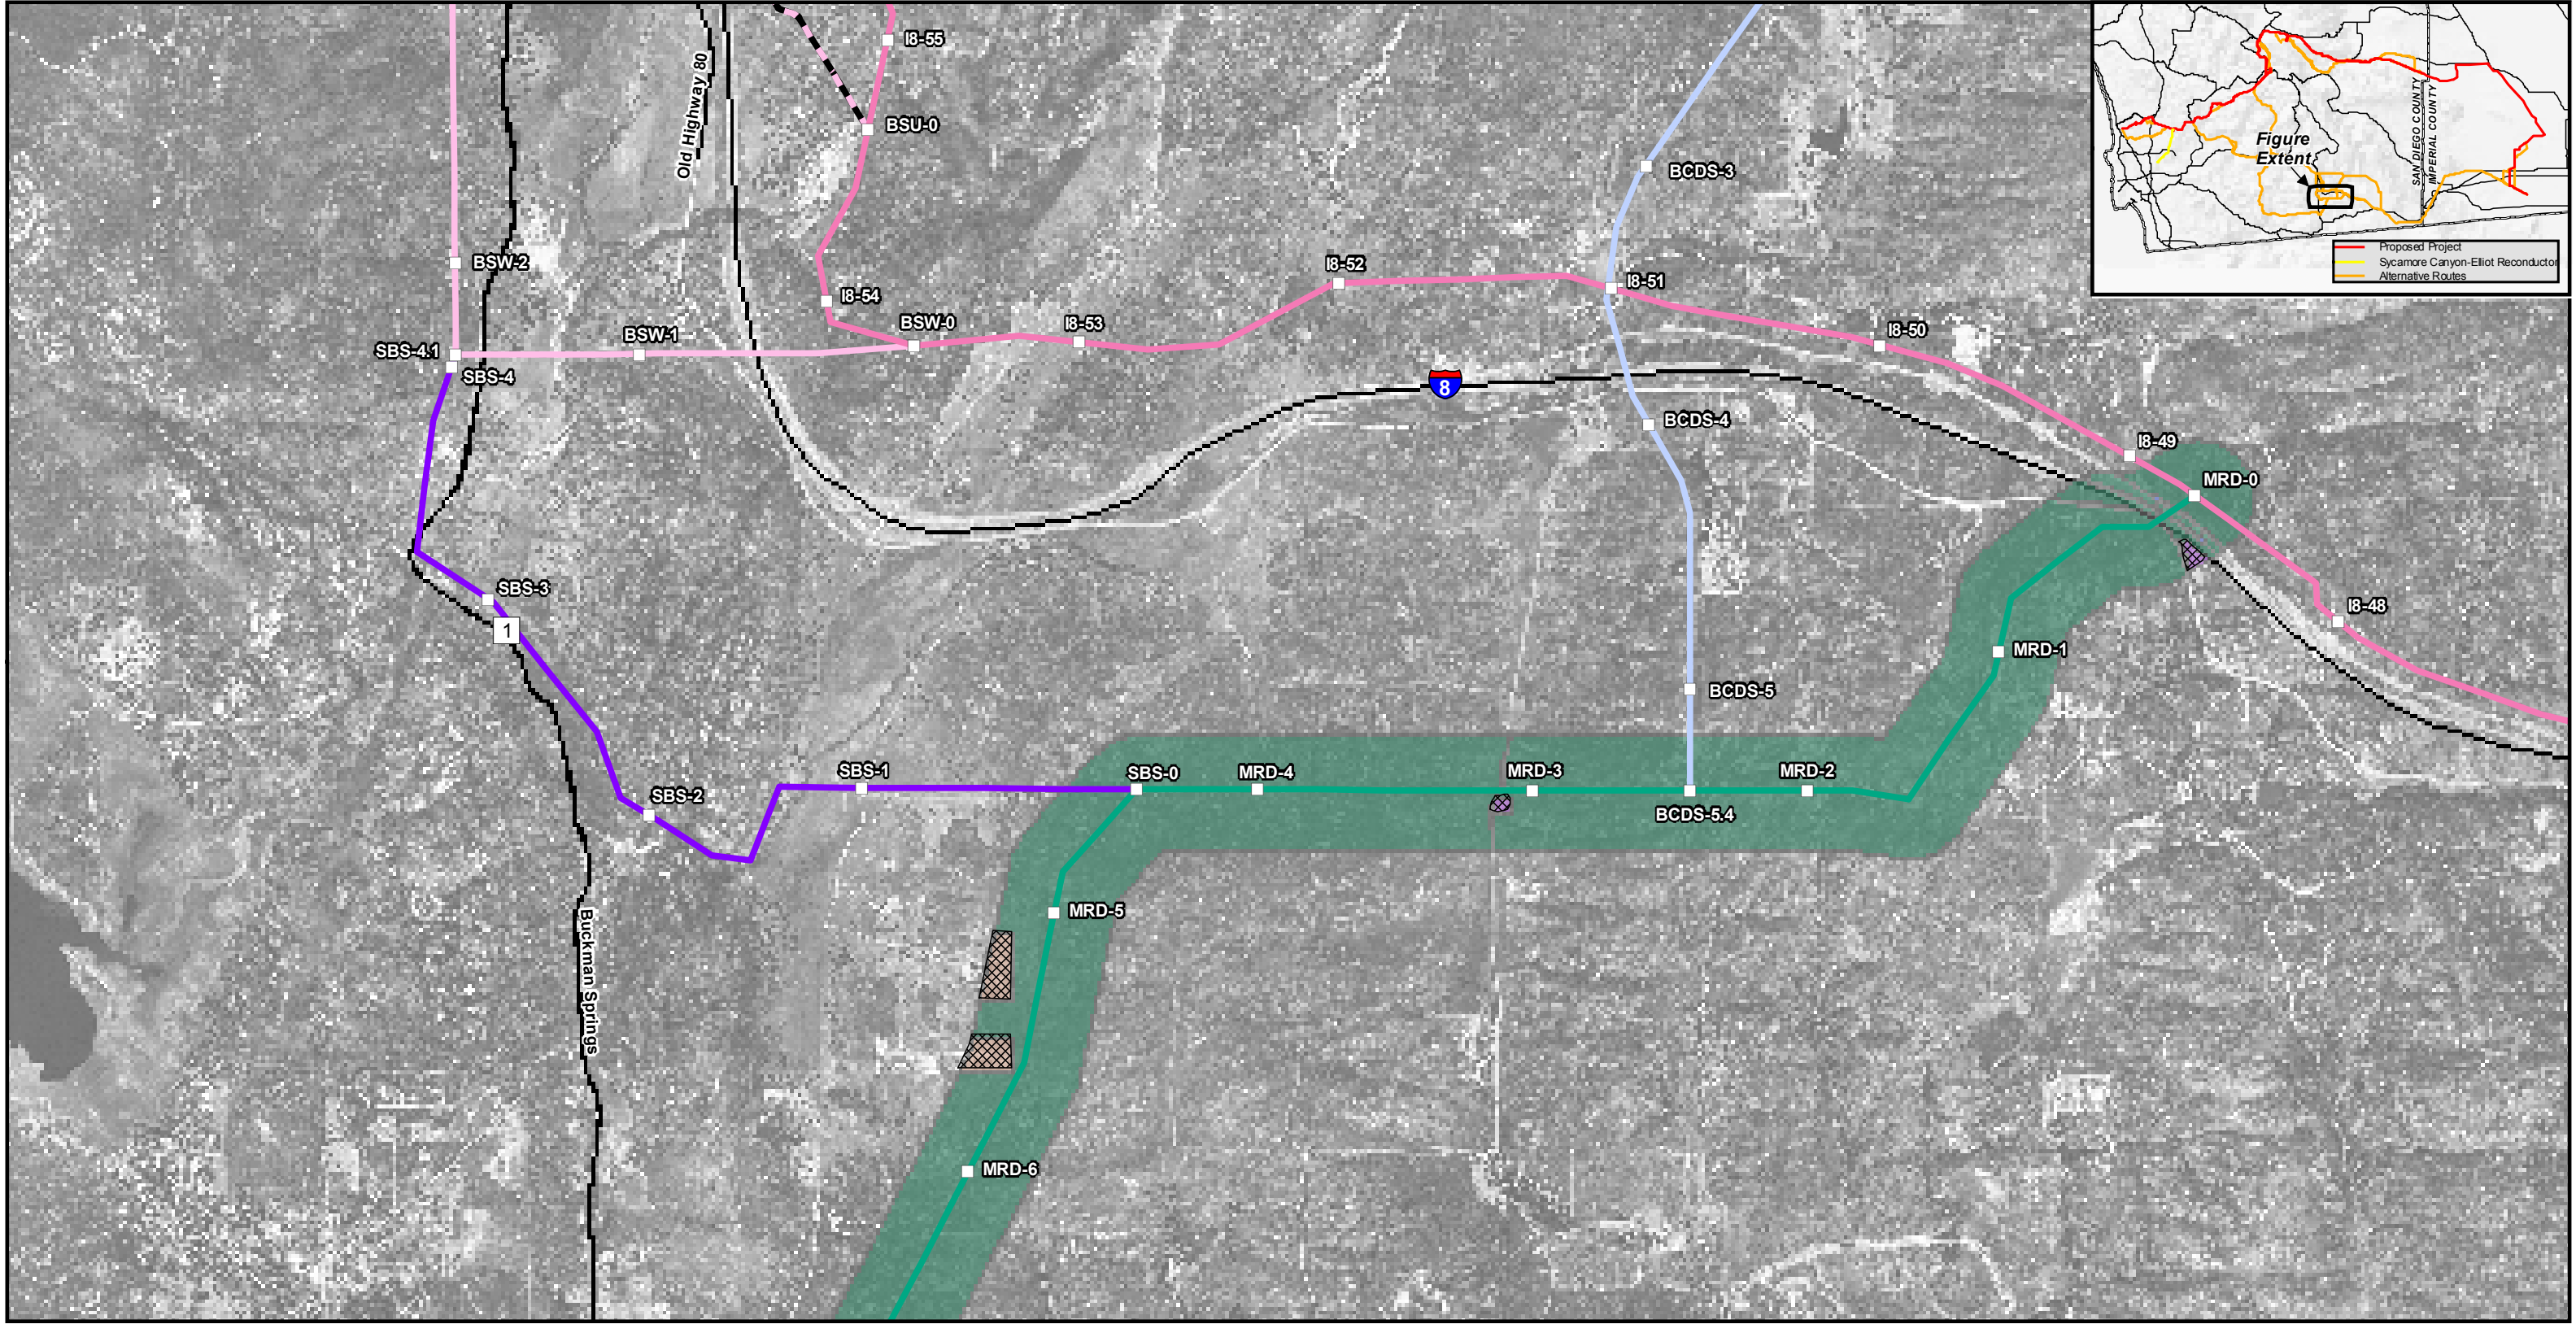 I8-55
Old Highway 80
BSU-0
BCDS-3
SAN DIEGO COUNTY
IMPERIAL COUNTY
Figure
Extent
Proposed Project
Sycamore Canyon-Elliot Reconductor
Alternative Routes
BSW-2
I8-54
I8-52
I8-51
BSW-0
I8-53
I8-50
BSW-1
SBS-4.1
SBS-4
8
BCDS-4
I8-49
MRD-0
SBS-3
1
I8-48
MRD-1
BCDS-5
SBS-1
SBS-0
MRD-4
MRD-3
MRD-2
SBS-2
BCDS-5.4
MRD-5
Buckman Springs
MRD-6